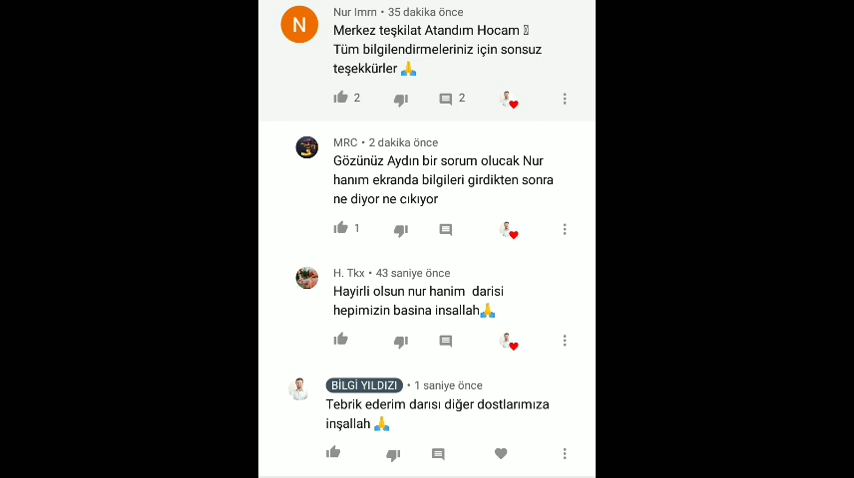 Nur Imrn • 35 dakika önce
Merkez teşkilat Atandım Hocam
Tüm bilgilendirmeleriniz için sonsuz
teşekkürler 🙏
2 2
MRC • 2 dakika önce
Gözünüz Aydın bir sorum olucak Nur
hanım ekranda bilgileri girdikten sonra
ne diyor ne cıkıyor
1
H. Tkx • 43 saniye önce
Hayirli olsun nur hanim darisi
hepimizin basina insallah🙏
BİLGİ YILDIZI • 1 saniye önce
Tebrik ederim darısı diğer dostlarımıza
inşallah 🙏